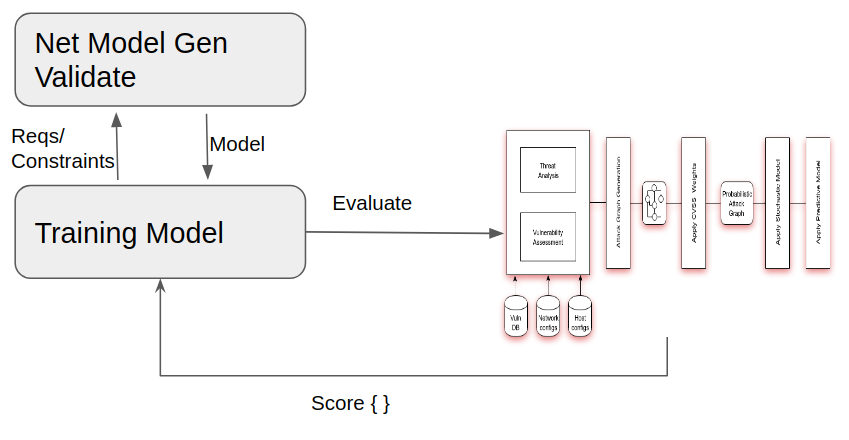 Net Model Gen
Validate
Reqs/
Constraints
Model
Training Model
Evaluate
Threat
Analysis
Vulnerability
Assessment
Vuln
DB
Network
configs
Host
configs
Attack Graph Generation
Apply CVSS Weights
Probabilistic
Attack
Graph
Apply Stochastic Model
Apply Predictive Model
Score { }